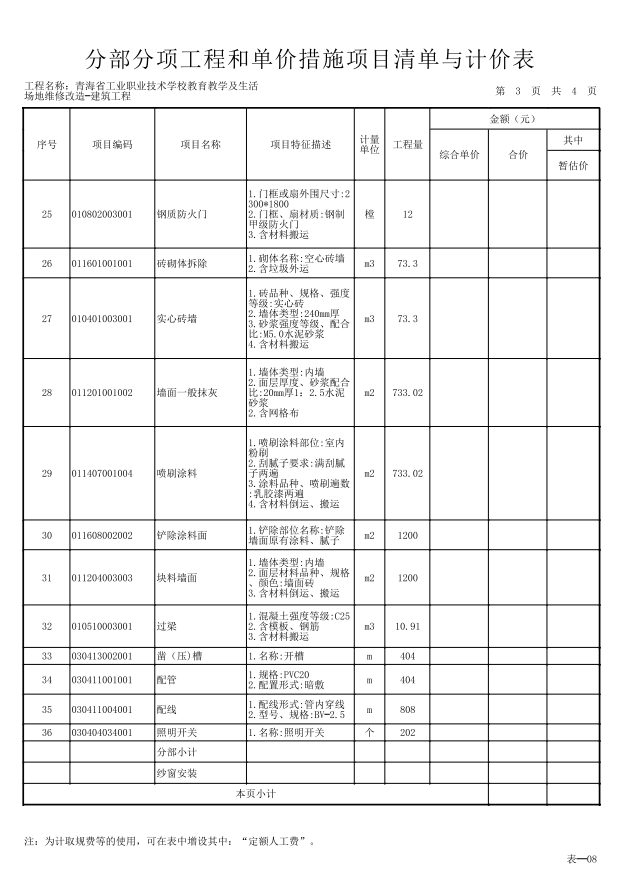 分部分项工程和单价措施项目清单与计价表
工程名称：青海省工业职业技术学校教育教学及生活
场地维修改造—建筑工程
第 3 页 共 4 页
序号 项目编码 项目名称 项目特征描述 计量单位 工程量 金额（元）
综合单价 合价 其中
暂估价
25 010802003001 钢质防火门 1.门框或扇外围尺寸:2
300*1800
2.门框、扇材质:钢制
甲级防火门
3.含材料搬运 樘 12
26 011601001001 砖砌体拆除 1.砌体名称:空心砖墙
2.含垃圾外运 m3 73.3
27 010401003001 实心砖墙 1.砖品种、规格、强度
等级:实心砖
2.墙体类型:240mm厚
3.砂浆强度等级、配合
比:M5.0水泥砂浆
4.含材料搬运 m3 73.3
28 011201001002 墙面一般抹灰 1.墙体类型:内墙
2.面层厚度、砂浆配合
比:20mm厚1：2.5水泥
砂浆
2.含网格布 m2 733.02
29 011407001004 喷刷涂料 1.喷刷涂料部位:室内
粉刷
2.刮腻子要求:满刮腻
子两遍
3.涂料品种、喷刷遍数
:乳胶漆两遍
4.含材料倒运、搬运 m2 733.02
30 011608002002 铲除涂料面 1.铲除部位名称:铲除
墙面原有涂料、腻子 m2 1200
31 011204003003 块料墙面 1.墙体类型:内墙
2.面层材料品种、规格
、颜色:墙面砖
3.含材料倒运、搬运 m2 1200
32 010510003001 过梁 1.混凝土强度等级:C25
2.含模板、钢筋
3.含材料搬运 m3 10.91
33 030413002001 凿（压)槽 1.名称:开槽 m 404
34 030411001001 配管 1.规格:PVC20
2.配置形式:暗敷 m 404
35 030411004001 配线 1.配线形式:管内穿线
2.型号、规格:BV—2.5 m 808
36 030404034001 照明开关 1.名称:照明开关 个 202
分部小计
纱窗安装
本页小计
注：为计取规费等的使用，可在表中增设其中：“定额人工费”。
表—08